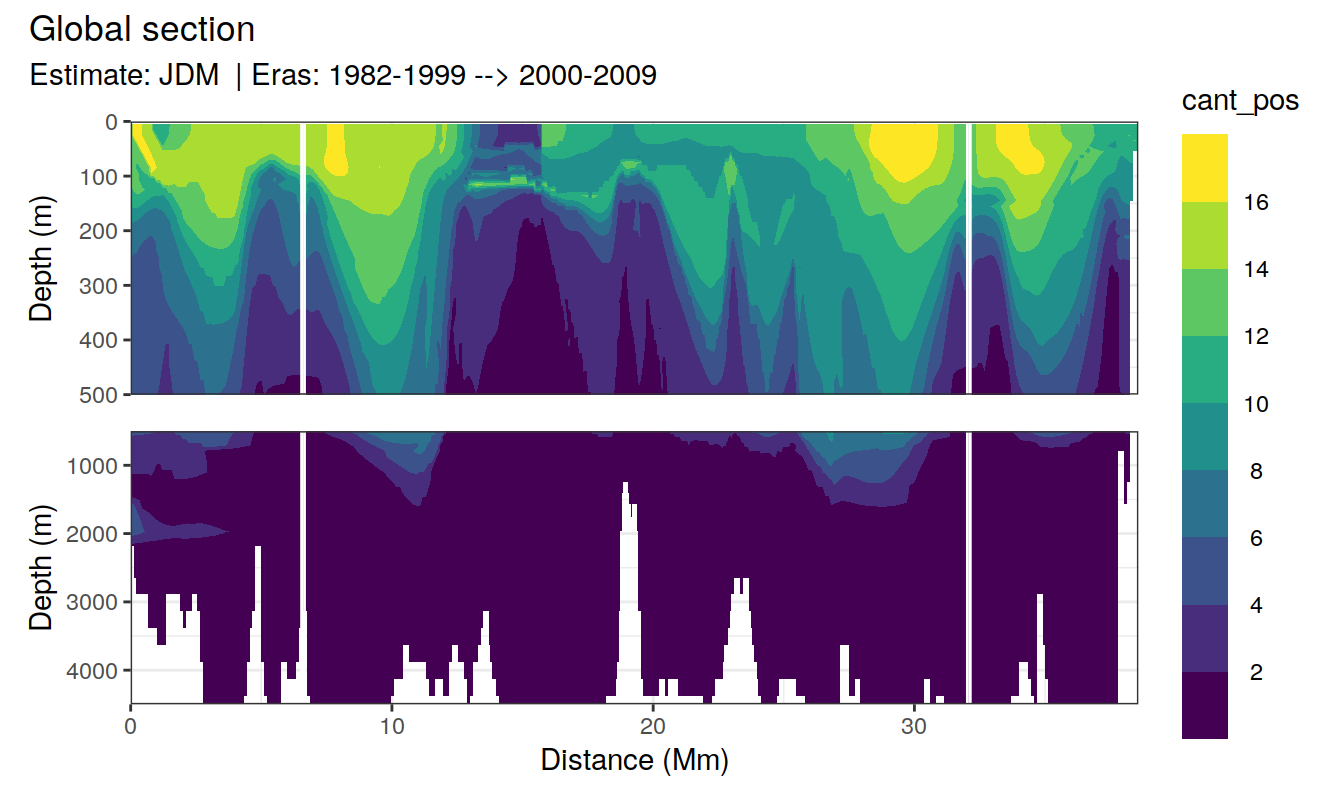 Global section
Estimate: JDM | Eras: 1982-1999 --> 2000-2009
cant_pos
16
14
12
10
8
6
4
2
Depth (m)
0
100
200
300
400
500
Depth (m)
1000
2000
3000
4000
0 10 20 30
Distance (Mm)